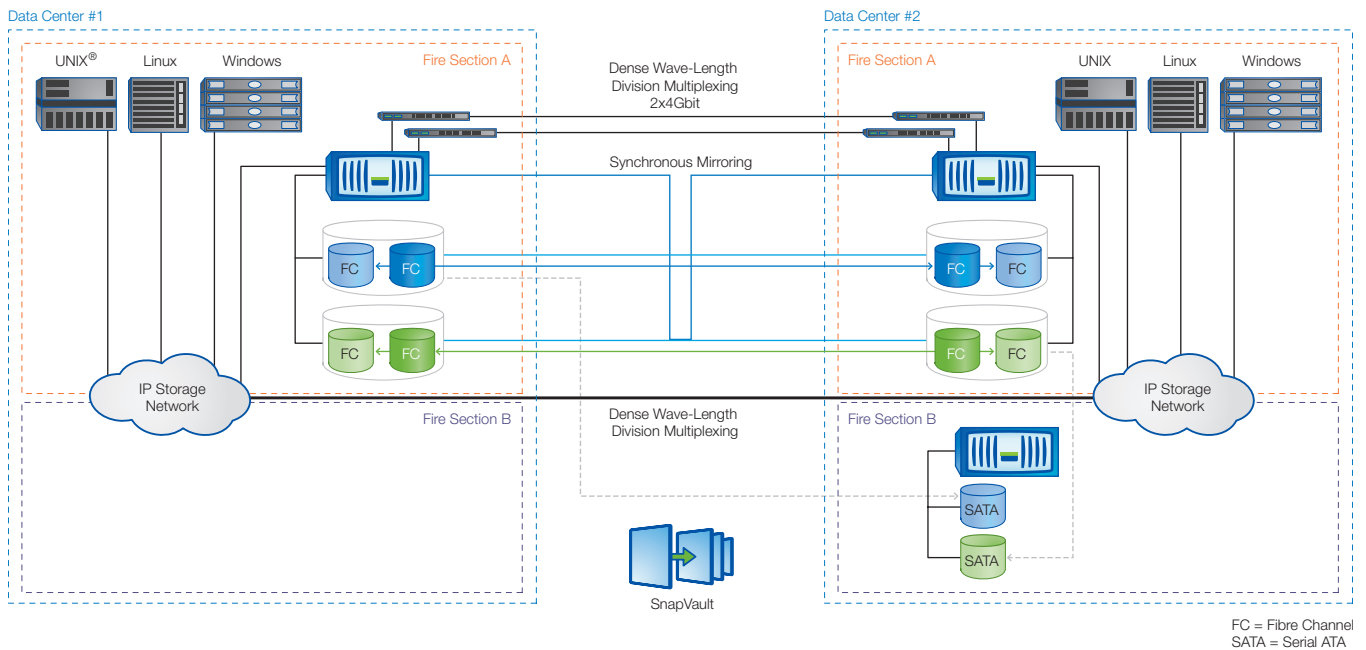 Data Center #1
Data Center #2
UNIX®
Linux
Windows
Fire Section A
Dense Wave-Length
Division Multiplexing
2x4Gbit
Fire Section A
UNIX
Linux
Windows
Synchronous Mirroring
FC
FC
FC
FC
FC
FC
FC
FC
IP Storage
Network
IP Storage
Network
Dense Wave-Length
Division Multiplexing
Fire Section B
Fire Section B
SATA
SATA
SnapVault
FC = Fibre Channel
SATA = Serial ATA